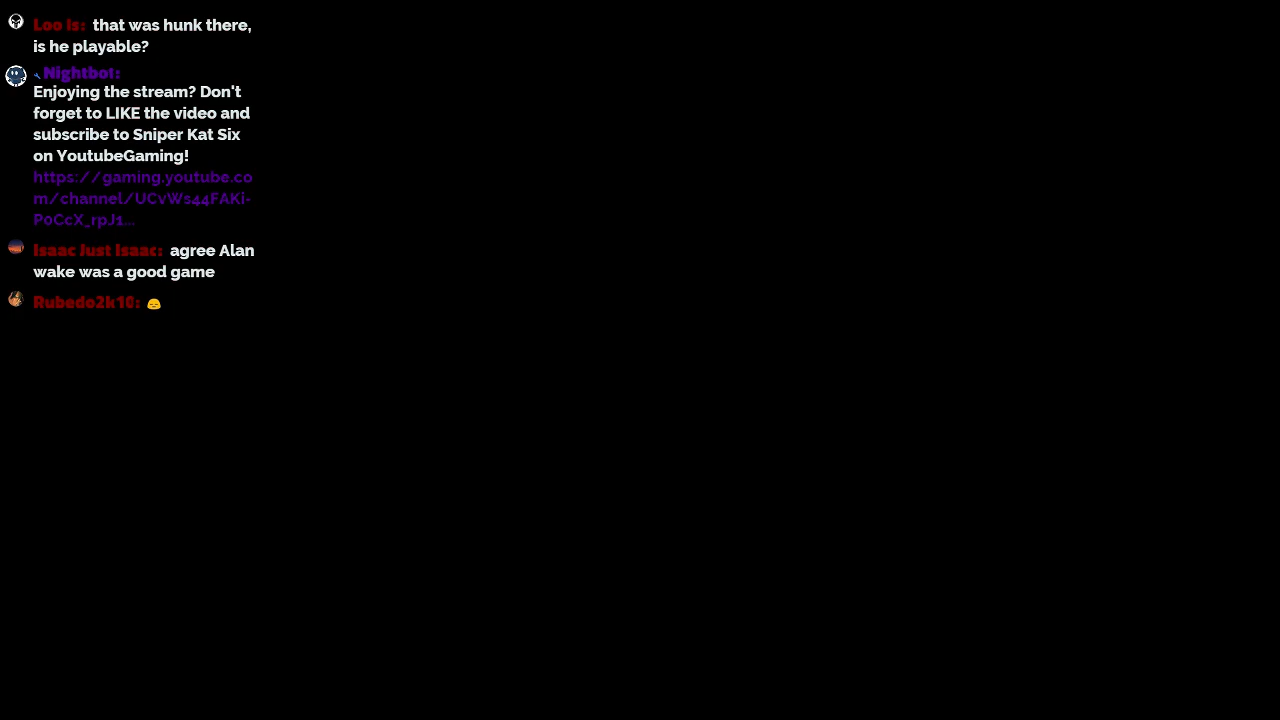 Loo Is: that was hunk there,
is he playable?
Nightbot:
Enjoying the stream? Don't
forget to LIKE the video and
subscribe to Sniper Kat Six
on YoutubeGaming!
https://gaming.youtube.co
m/channel/UCvWs44FAKi-
P0CcX_rpJ1...
Isaac Just Isaac: agree Alan
wake was a good game
Rubedo2k10: 😔